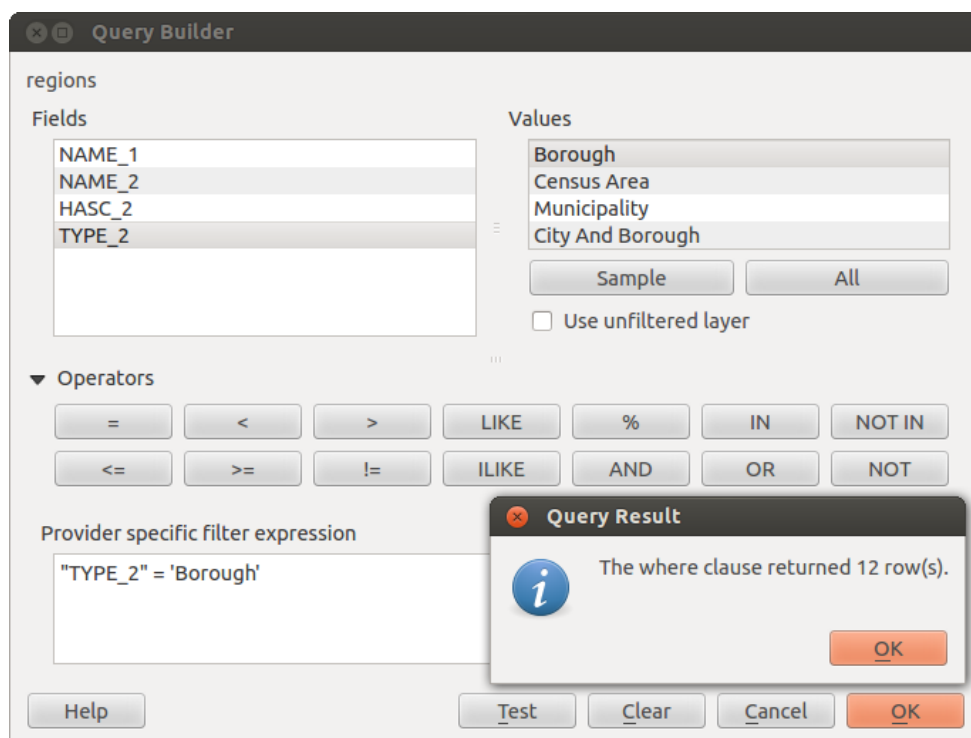 Query Builder
regions
Fields
Values
NAME_1
NAME_2
HASC_2
TYPE_2
Borough
Census Area
Municipality
City And Borough
Sample
All
Use unfiltered layer
Operators
= < > LIKE % IN NOT IN
<= >= != ILIKE AND OR NOT
Provider specific filter expression
"TYPE_2" = 'Borough'
Query Result
i
The where clause returned 12 row(s).
OK
Help
Test
Clear
Cancel
OK